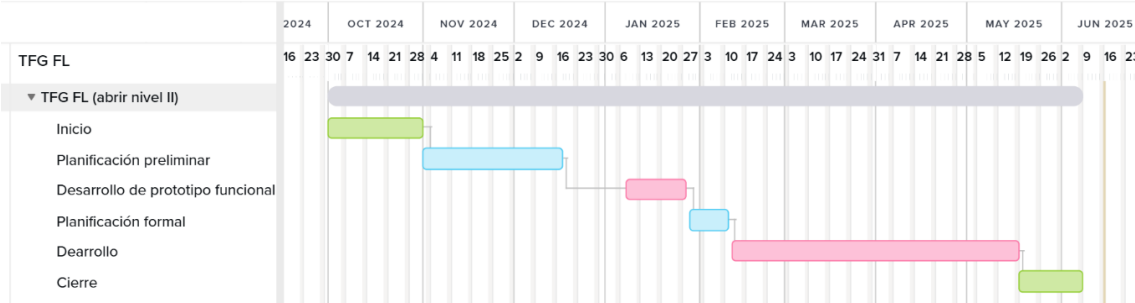 2024 OCT 2024 NOV 2024 DEC 2024 JAN 2025 FEB 2025 MAR 2025 APR 2025 MAY 2025 JUN 2025
TFG FL
16 23 30 7 14 21 28 4 11 18 25 2 9 16 23 30 6 13 20 27 3 10 17 24 3 10 17 24 31 7 14 21 28 5 12 19 26 2 9 16 23
TFG FL (abrir nivel II)
Inicio
Planificación preliminar
Desarrollo de prototipo funcional
Planificación formal
Dearrollo
Cierre